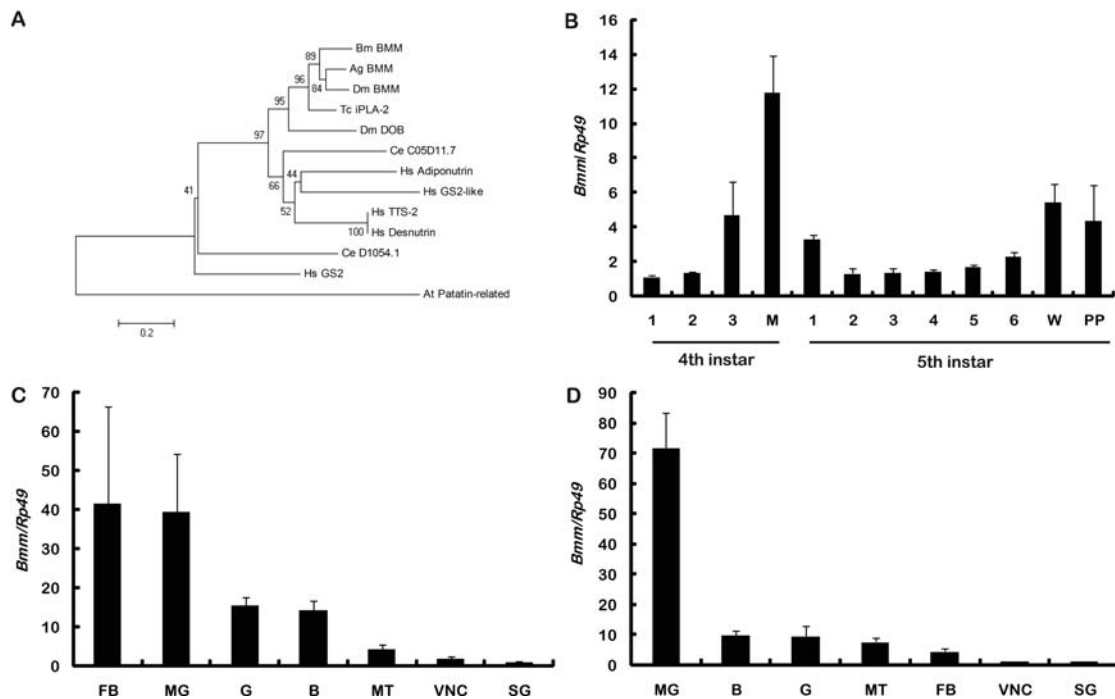 A
Bm BMM
89
Ag BMM
96
84
Dm BMM
95
Tc iPLA-2
97
Dm DOB
Ce C05D11.7
44
Hs Adiponutrin
66
Hs GS2-like
41
52
Hs TTS-2
100
Hs Desnutrin
Ce D1054.1
Hs GS2
At Patatin-related
0.2
B
Bmm/Rp49
16
14
12
10
8
6
4
2
0
1 2 3 M 1 2 3 4 5 6 W PP
4th instar 5th instar
C
Bmm/Rp49
70
60
50
40
30
20
10
0
FB MG G B MT VNC SG
D
Bmm/Rp49
90
80
70
60
50
40
30
20
10
0
MG B G MT FB VNC SG